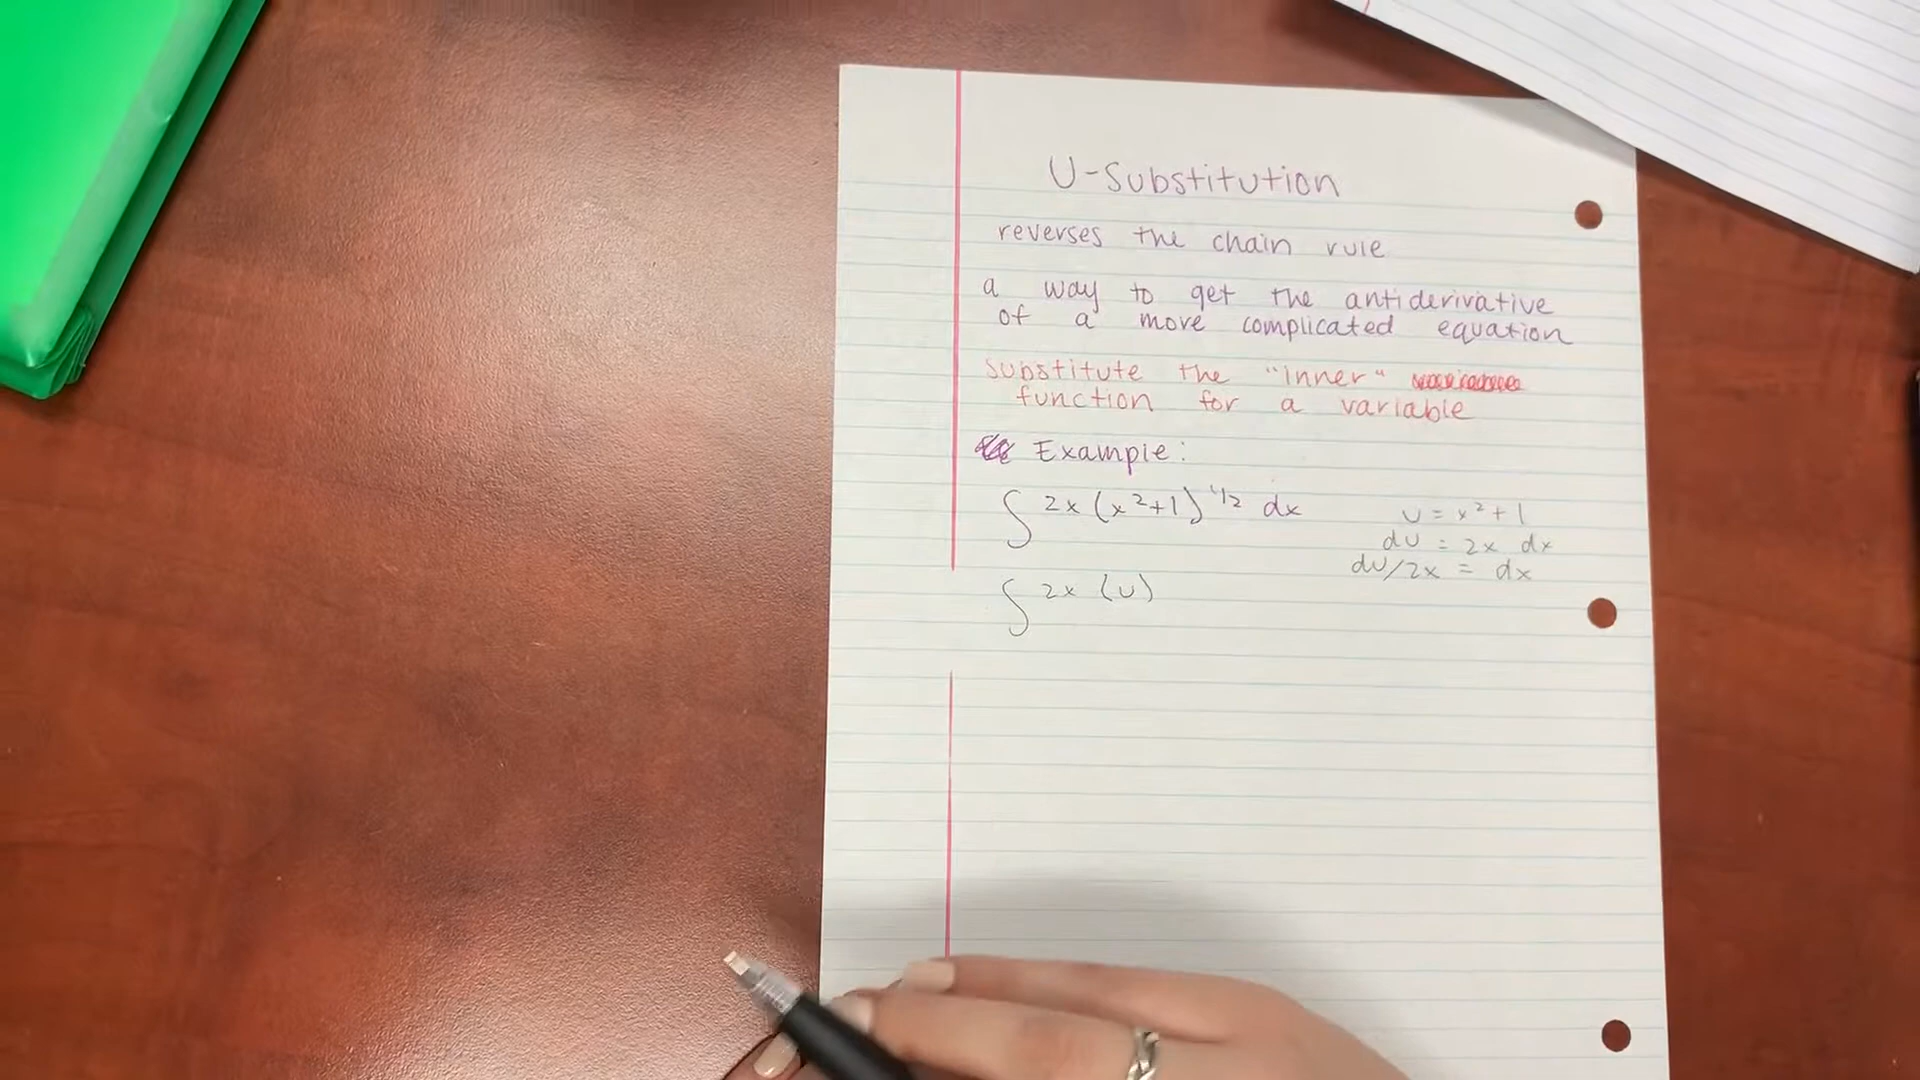 U-Substitution
reverses the chain rule
a way to get the antiderivative
of a more complicated equation
substitute the "inner"
function for a variable
Example:
∫ 2x (x²+1)^1/2 dx
u = x²+1
du = 2x dx
du/2x = dx
∫ 2x (u)